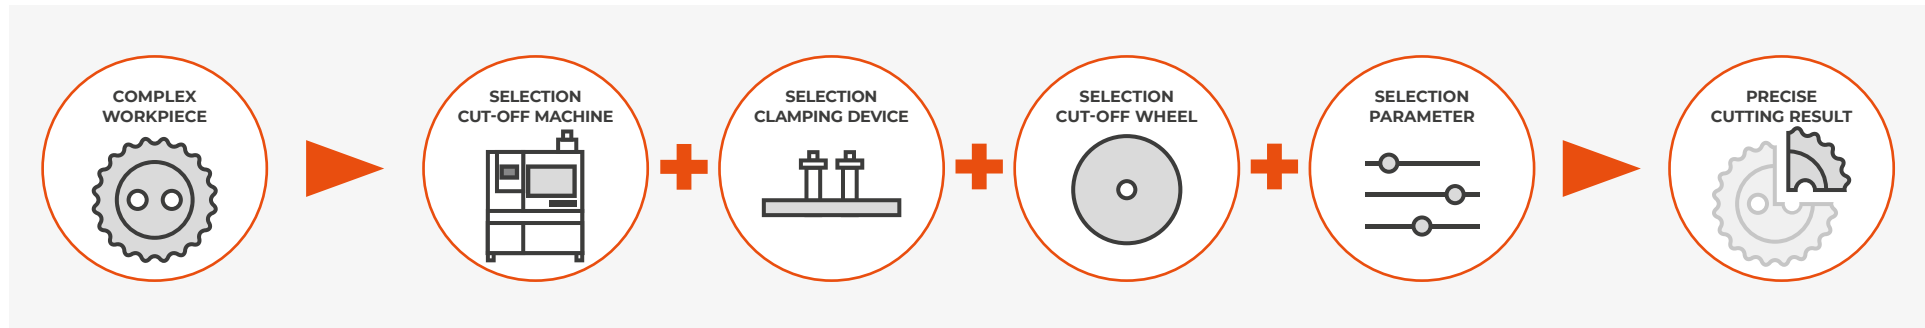 COMPLEX
WORKPIECE
SELECTION
CUT-OFF MACHINE
SELECTION
CLAMPING DEVICE
SELECTION
CUT-OFF WHEEL
SELECTION
PARAMETER
PRECISE
CUTTING RESULT